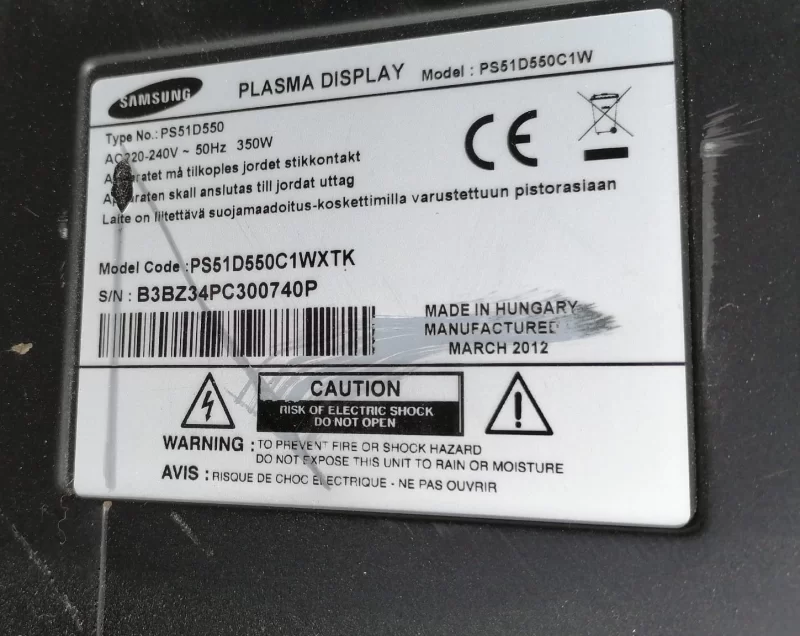 SAMSUNG
PLASMA DISPLAY
Model : PS51D550C1W
Type No.: PS51D550
AC220-240V ~ 50Hz 350W
Apparatet må tilkoples jordet stikkontakt
Apparaten skall anslutas till jordat uttag
Laite on liitettävä suojamaadoitus-koskettimilla varustettuun pistorasiaan
CE
Model Code :PS51D550C1WXTK
S/N : B3BZ34PC300740P
MADE IN HUNGARY
MANUFACTURED
MARCH 2012
CAUTION
RISK OF ELECTRIC SHOCK
DO NOT OPEN
WARNING : TO PREVENT FIRE OR SHOCK HAZARD
DO NOT EXPOSE THIS UNIT TO RAIN OR MOISTURE
AVIS : RISQUE DE CHOC ELECTRIQUE - NE PAS OUVRIR